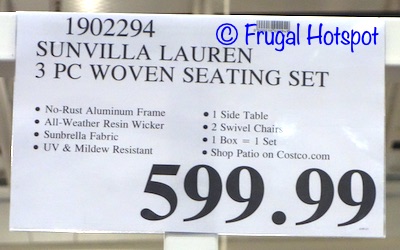 © Frugal Hotspot
1902294
SUNVILLA LAUREN
3 PC WOVEN SEATING SET
• No-Rust Aluminum Frame
• All-Weather Resin Wicker
• Sunbrella Fabric
• UV & Mildew Resistant
• 1 Side Table
• 2 Swivel Chairs
• 1 Box = 1 Set
• Shop Patio on Costco.com
599.99